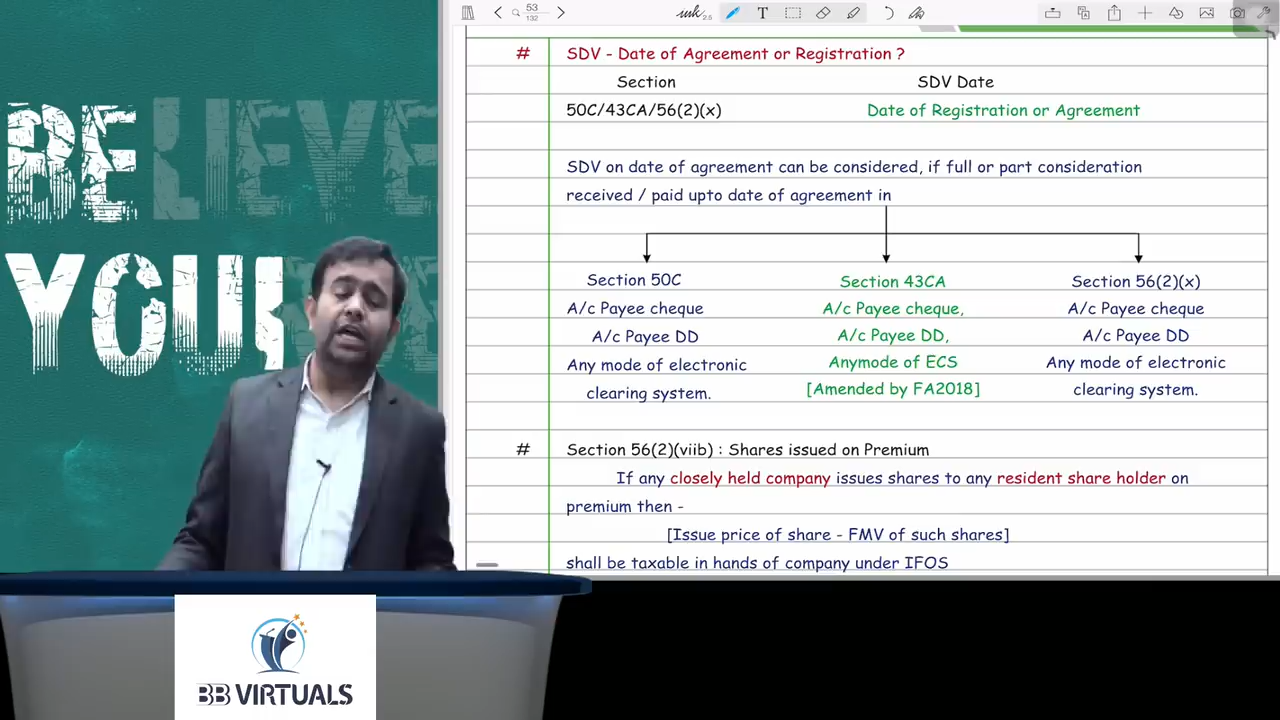 BELIEVE
YOUR
BB VIRTUALS
53
132
ink 2.5
T
# SDV - Date of Agreement or Registration ?
Section SDV Date
50C/43CA/56(2)(x) Date of Registration or Agreement
SDV on date of agreement can be considered, if full or part consideration
received / paid upto date of agreement in
Section 50C Section 43CA Section 56(2)(x)
A/c Payee cheque A/c Payee cheque, A/c Payee cheque
A/c Payee DD A/c Payee DD, A/c Payee DD
Any mode of electronic Anymode of ECS Any mode of electronic
clearing system. [Amended by FA2018] clearing system.
# Section 56(2)(viib) : Shares issued on Premium
If any closely held company issues shares to any resident share holder on
premium then -
[Issue price of share - FMV of such shares]
shall be taxable in hands of company under IFOS